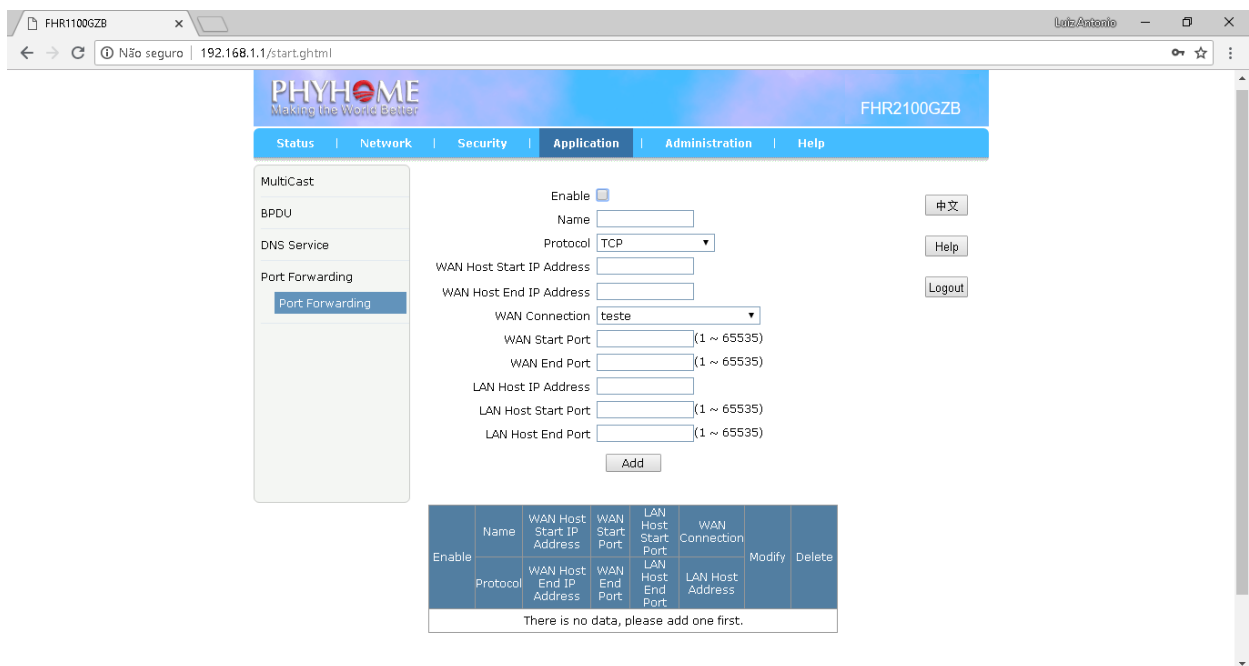 FHR1100GZB
Luiz Antonio
Não seguro | 192.168.1.1/start.ghtml
PHYHOME
Making the World Better
FHR2100GZB
Status | Network | Security | Application | Administration | Help
MultiCast
BPDU
DNS Service
Port Forwarding
Port Forwarding
Enable
Name
Protocol TCP
WAN Host Start IP Address
WAN Host End IP Address
WAN Connection teste
WAN Start Port (1 ~ 65535)
WAN End Port (1 ~ 65535)
LAN Host IP Address
LAN Host Start Port (1 ~ 65535)
LAN Host End Port (1 ~ 65535)
Add
中文
Help
Logout
Enable
Name
WAN Host Start IP Address
WAN Start Port
LAN Host Start Port
WAN Connection
Modify
Delete
Protocol
WAN Host End IP Address
WAN End Port
LAN Host End Port
LAN Host Address
There is no data, please add one first.